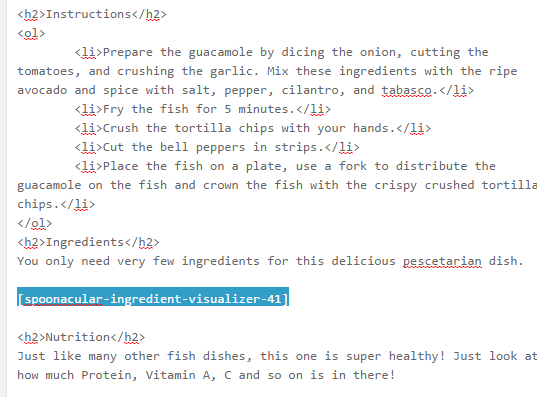 <h2>Instructions</h2>
<ol>
<li>Prepare the guacamole by dicing the onion, cutting the
tomatoes, and crushing the garlic. Mix these ingredients with the ripe
avocado and spice with salt, pepper, cilantro, and tabasco.</li>
<li>Fry the fish for 5 minutes.</li>
<li>Crush the tortilla chips with your hands.</li>
<li>Cut the bell peppers in strips.</li>
<li>Place the fish on a plate, use a fork to distribute the
guacamole on the fish and crown the fish with the crispy crushed tortilla
chips.</li>
</ol>
<h2>Ingredients</h2>
You only need very few ingredients for this delicious pescetarian dish.
[spoonacular-ingredient-visualizer-41]
<h2>Nutrition</h2>
Just like many other fish dishes, this one is super healthy! Just look at
how much Protein, Vitamin A, C and so on is in there!